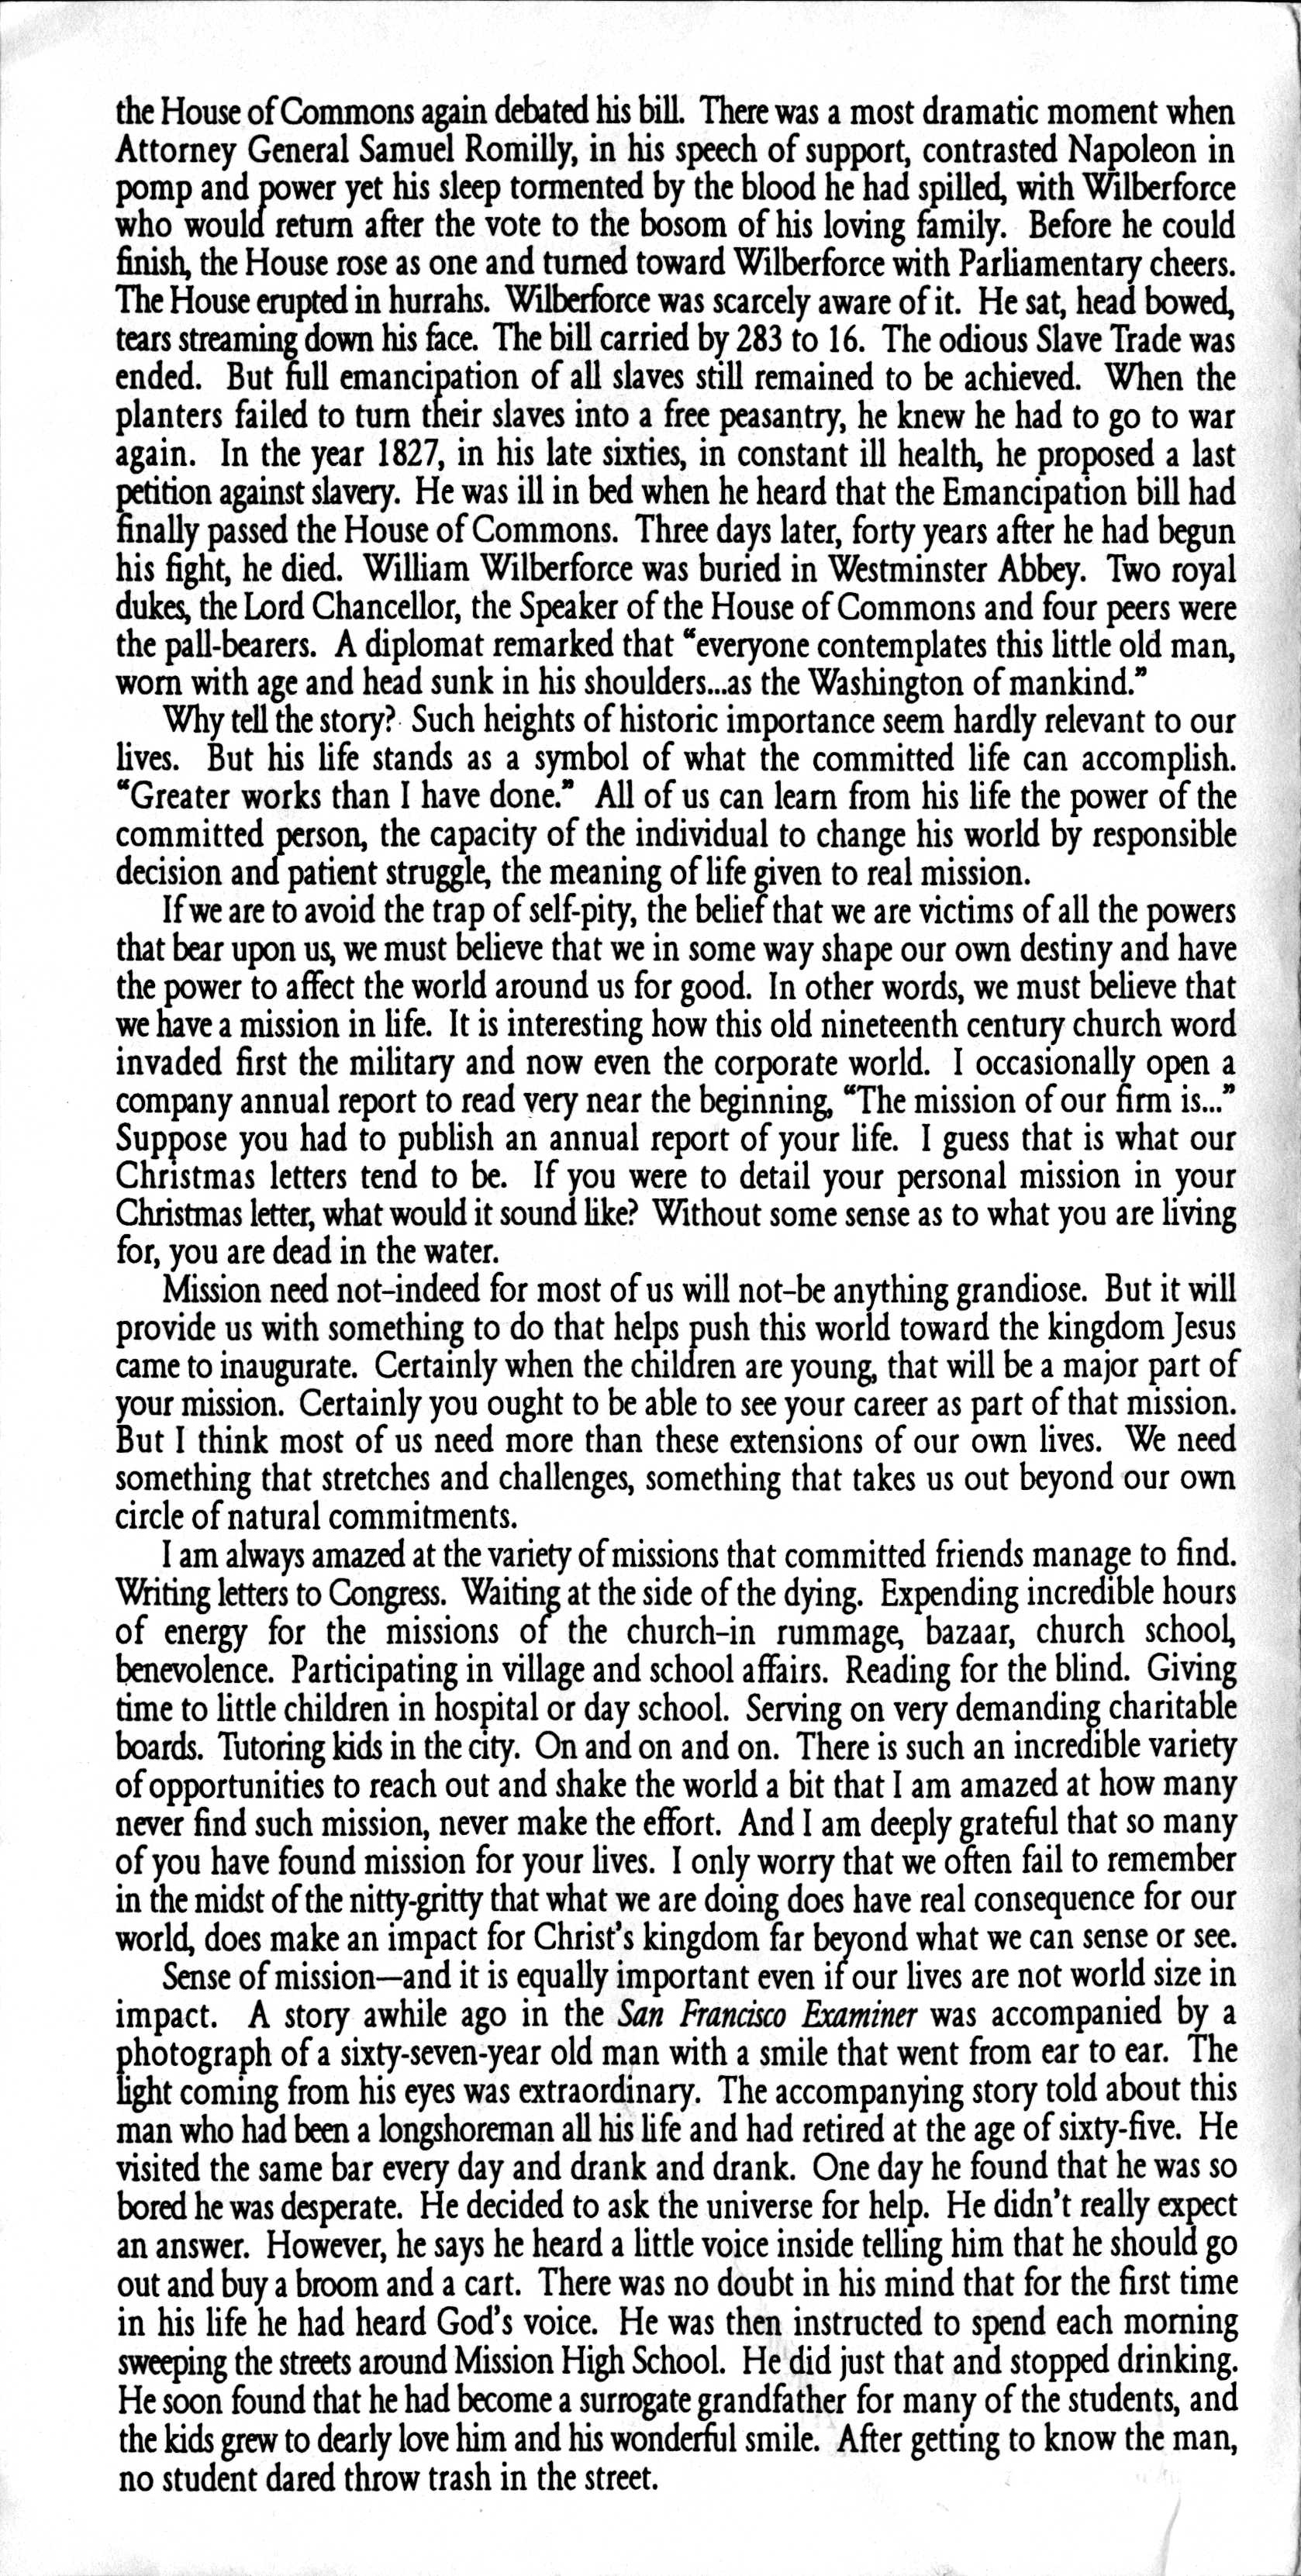 the House of Commons again debated his bill. There was a most dramatic moment when
Attorney General Samuel Romilly, in his speech of support, contrasted Napoleon in
pomp and power yet his sleep tormented by the blood he had spilled, with Wilberforce
who would return after the vote to the bosom of his loving family. Before he could
finish, the House rose as one and turned toward Wilberforce with Parliamentary cheers.
The House erupted in hurrahs. Wilberforce was scarcely aware of it. He sat, head bowed,
tears streaming down his face. The bill carried by 283 to 16. The odious Slave Trade was
ended. But full emancipation of all slaves still remained to be achieved. When the
planters failed to turn their slaves into a free peasantry, he knew he had to go to war
again. In the year 1827, in his late sixties, in constant ill health, he proposed a last
petition against slavery. He was ill in bed when he heard that the Emancipation bill had
finally passed the House of Commons. Three days later, forty years after he had begun
his fight, he died. William Wilberforce was buried in Westminster Abbey. Two royal
dukes, the Lord Chancellor, the Speaker of the House of Commons and four peers were
the pall-bearers. A diplomat remarked that “everyone contemplates this little old man,
worn with age and head sunk in his shoulders...as the Washington of mankind.”
Why tell the story? Such heights of historic importance seem hardly relevant to our
lives. But his life stands as a symbol of what the committed life can accomplish.
“Greater works than I have done.” All of us can learn from his life the power of the
committed person, the capacity of the individual to change his world by responsible
decision and patient struggle, the meaning of life given to real mission.
If we are to avoid the trap of self-pity, the belief that we are victims of all the powers
that bear upon us, we must believe that we in some way shape our own destiny and have
the power to affect the world around us for good. In other words, we must believe that
we have a mission in life. It is interesting how this old nineteenth century church word
invaded first the military and now even the corporate world. I occasionally open a
company annual report to read very near the beginning, “The mission of our firm is...”
Suppose you had to publish an annual report of your life. I guess that is what our
Christmas letters tend to be. If you were to detail your personal mission in your
Christmas letter, what would it sound like? Without some sense as to what you are living
for, you are dead in the water.
Mission need not–indeed for most of us will not–be anything grandiose. But it will
provide us with something to do that helps push this world toward the kingdom Jesus
came to inaugurate. Certainly when the children are young, that will be a major part of
your mission. Certainly you ought to be able to see your career as part of that mission.
But I think most of us need more than these extensions of our own lives. We need
something that stretches and challenges, something that takes us out beyond our own
circle of natural commitments.
I am always amazed at the variety of missions that committed friends manage to find.
Writing letters to Congress. Waiting at the side of the dying. Expending incredible hours
of energy for the missions of the church–in rummage, bazaar, church school,
benevolence. Participating in village and school affairs. Reading for the blind. Giving
time to little children in hospital or day school. Serving on very demanding charitable
boards. Tutoring kids in the city. On and on and on. There is such an incredible variety
of opportunities to reach out and shake the world a bit that I am amazed at how many
never find such mission, never make the effort. And I am deeply grateful that so many
of you have found mission for your lives. I only worry that we often fail to remember
in the midst of the nitty-gritty that what we are doing does have real consequence for our
world, does make an impact for Christ’s kingdom far beyond what we can sense or see.
Sense of mission—and it is equally important even if our lives are not world size in
impact. A story awhile ago in the San Francisco Examiner was accompanied by a
photograph of a sixty-seven-year old man with a smile that went from ear to ear. The
light coming from his eyes was extraordinary. The accompanying story told about this
man who had been a longshoreman all his life and had retired at the age of sixty-five. He
visited the same bar every day and drank and drank. One day he found that he was so
bored he was desperate. He decided to ask the universe for help. He didn’t really expect
an answer. However, he says he heard a little voice inside telling him that he should go
out and buy a broom and a cart. There was no doubt in his mind that for the first time
in his life he had heard God’s voice. He was then instructed to spend each morning
sweeping the streets around Mission High School. He did just that and stopped drinking.
He soon found that he had become a surrogate grandfather for many of the students, and
the kids grew to dearly love him and his wonderful smile. After getting to know the man,
no student dared throw trash in the street.